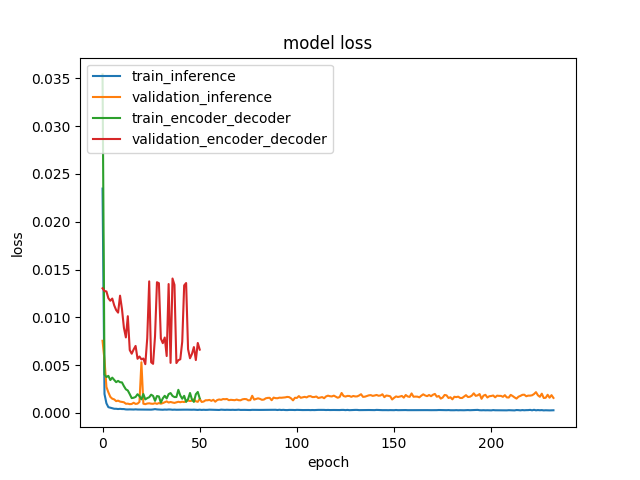 model loss
train_inference
validation_inference
train_encoder_decoder
validation_encoder_decoder
loss
0.035
0.030
0.025
0.020
0.015
0.010
0.005
0.000
0 50 100 150 200
epoch